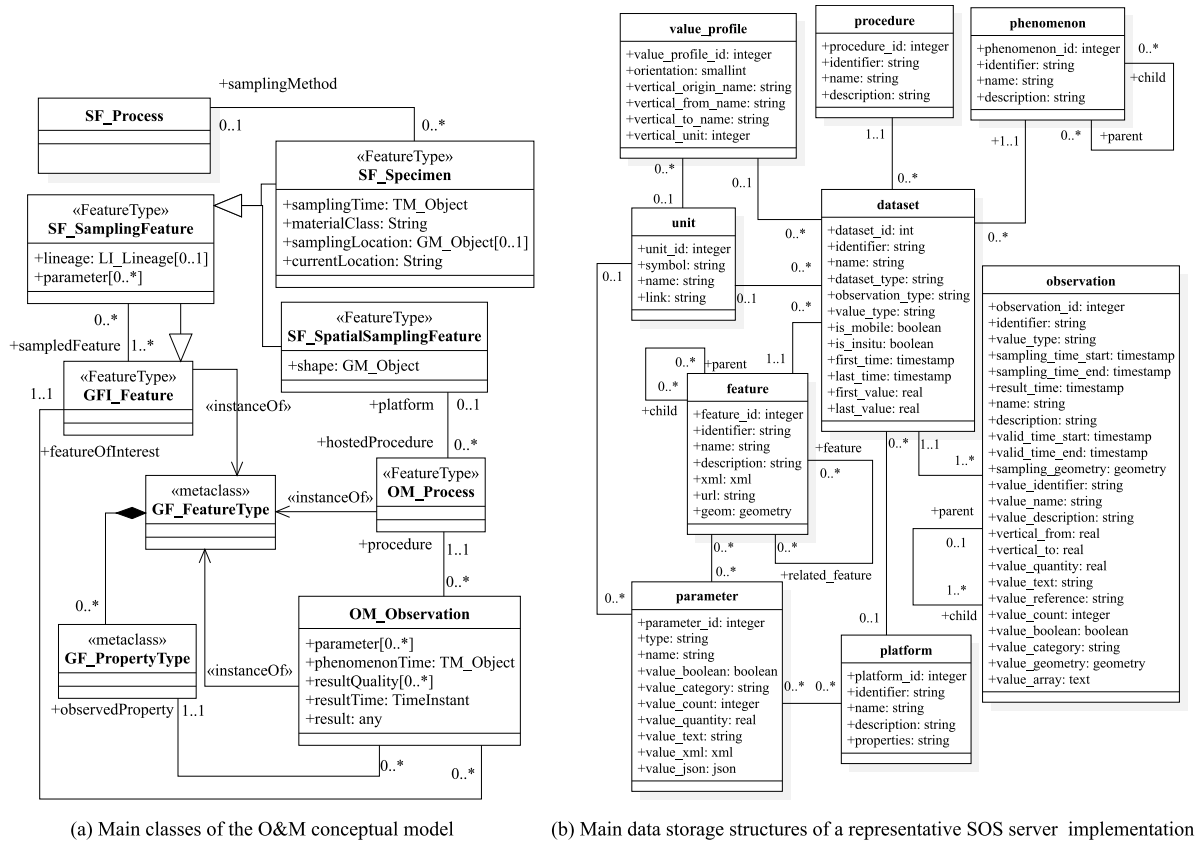 +samplingMethod
SF_Process
0..1
0..*
«FeatureType»
SF_Specimen
+samplingTime: TM_Object
+materialClass: String
+samplingLocation: GM_Object[0..1]
+currentLocation: String
«FeatureType»
SF_SamplingFeature
+lineage: LI_Lineage[0..1]
+parameter[0..*]
«FeatureType»
SF_SpatialSamplingFeature
+shape: GM_Object
0..*
+sampledFeature
1..*
«FeatureType»
GFI_Feature
1..1
+featureOfInterest
«instanceOf»
+platform
0..1
+hostedProcedure
0..*
«FeatureType»
OM_Process
«metaclass»
GF_FeatureType
«instanceOf»
+procedure
1..1
0..*
0..*
«metaclass»
GF_PropertyType
«instanceOf»
OM_Observation
+parameter[0..*]
+phenomenonTime: TM_Object
+resultQuality[0..*]
+resultTime: TimeInstant
+result: any
+observedProperty
1..1
0..*
0..*
(a) Main classes of the O&M conceptual model
value_profile
+value_profile_id: integer
+orientation: smallint
+vertical_origin_name: string
+vertical_from_name: string
+vertical_to_name: string
+vertical_unit: integer
procedure
+procedure_id: integer
+identifier: string
+name: string
+description: string
phenomenon
+phenomenon_id: integer
+identifier: string
+name: string
+description: string
0..*
+child
0..*
+parent
1..1
+1..1
0..*
0..1
0..1
0..*
0..*
0..*
unit
+unit_id: integer
+symbol: string
+name: string
+link: string
0..1
0..1
0..*
dataset
+dataset_id: int
+identifier: string
+name: string
+dataset_type: string
+observation_type: string
+value_type: string
+is_mobile: boolean
+is_insitu: boolean
+first_time: timestamp
+last_time: timestamp
+first_value: real
+last_value: real
0..*
1..1
observation
+observation_id: integer
+identifier: string
+value_type: string
+sampling_time_start: timestamp
+sampling_time_end: timestamp
+result_time: timestamp
+name: string
+description: string
+valid_time_start: timestamp
+valid_time_end: timestamp
+sampling_geometry: geometry
+value_identifier: string
+value_name: string
+value_description: string
+vertical_from: real
+vertical_to: real
+value_quantity: real
+value_text: string
+value_reference: string
+value_count: integer
+value_boolean: boolean
+value_category: string
+value_geometry: geometry
+value_array: text
0..*
+parent
0..*
+child
feature
+feature_id: integer
+identifier: string
+name: string
+description: string
+xml: xml
+url: string
+geom: geometry
+feature
0..*
0..*
1..1
1..*
+parent
0..1
1..*
+child
0..*
0..*
+related_feature
0..*
0..*
parameter
+parameter_id: integer
+type: string
+name: string
+value_boolean: boolean
+value_category: string
+value_count: integer
+value_quantity: real
+value_text: string
+value_xml: xml
+value_json: json
0..1
platform
+platform_id: integer
+identifier: string
+name: string
+description: string
+properties: string
0..*
0..*
(b) Main data storage structures of a representative SOS server implementation